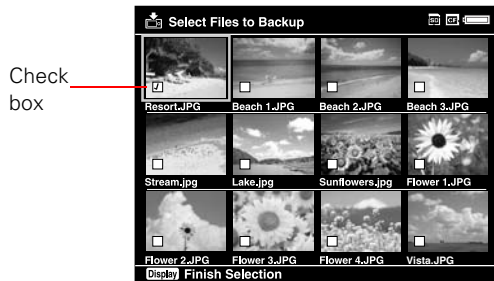 Select Files to Backup SD CF
Check
box
Resort.JPG Beach 1.JPG Beach 2.JPG Beach 3.JPG
Stream.jpg Lake.jpg Sunflowers.jpg Flower 1.JPG
Flower 2.JPG Flower 3.JPG Flower 4.JPG Vista.JPG
Display Finish Selection